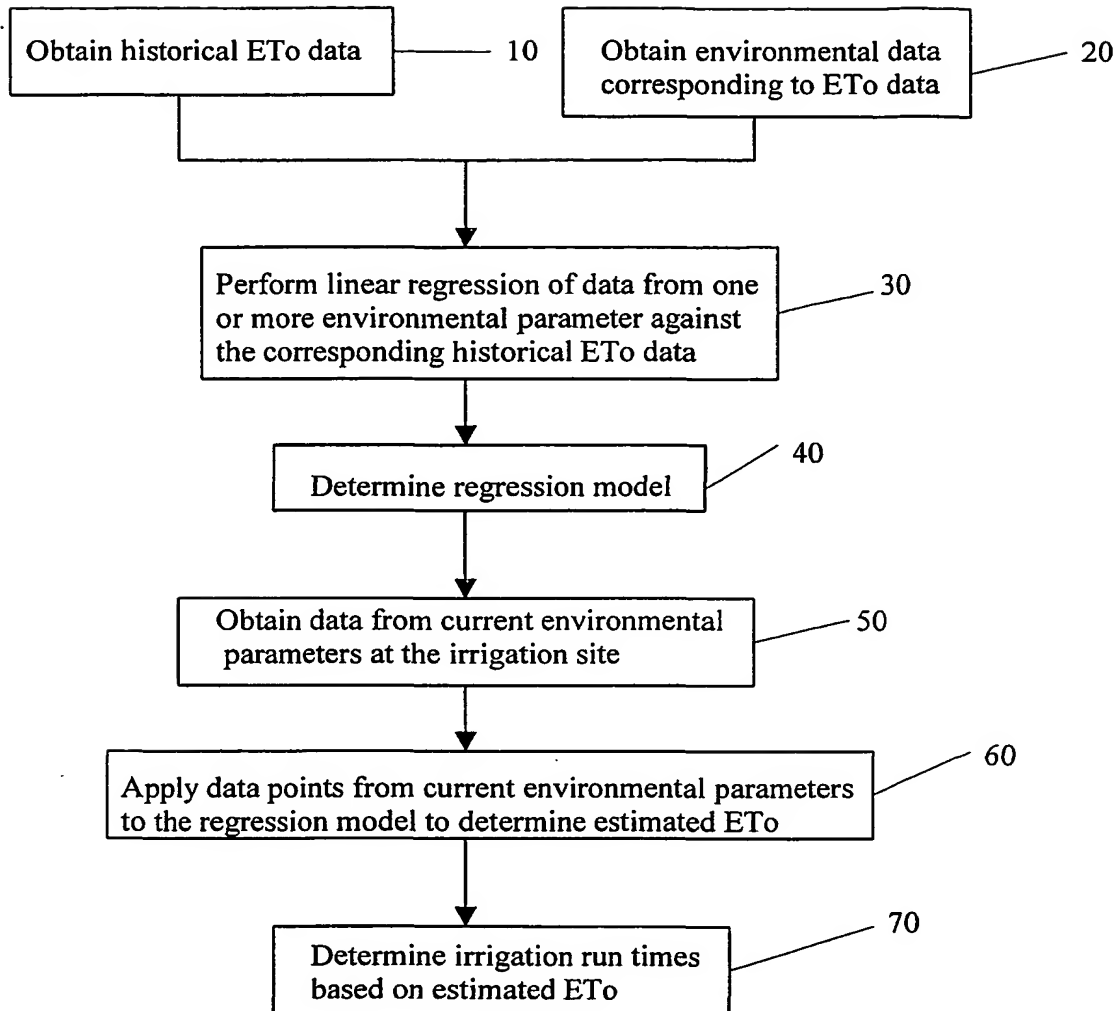 Obtain historical ETo data
10
Obtain environmental data
corresponding to ETo data
20
Perform linear regression of data from one
or more environmental parameter against
the corresponding historical ETo data
30
Determine regression model
40
Obtain data from current environmental
parameters at the irrigation site
50
Apply data points from current environmental parameters
to the regression model to determine estimated ETo
60
Determine irrigation run times
based on estimated ETo
70